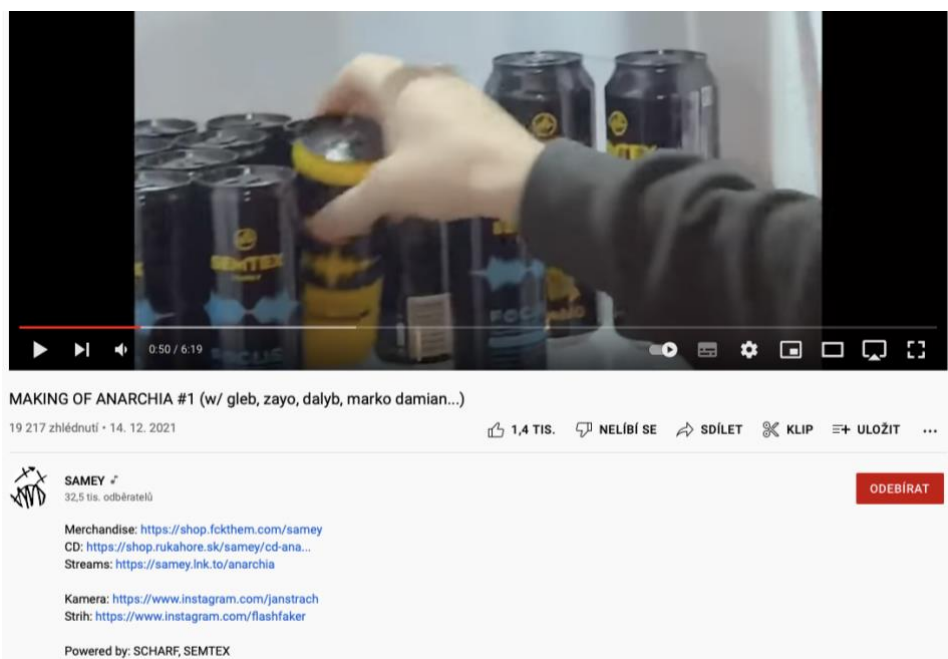 SEMTEX
FOCUS
0:50 / 6:19
MAKING OF ANARCHIA #1 (w/ gleb, zayo, dalyb, marko damian...)
19 217 zhlédnutí • 14. 12. 2021
1,4 TIS. NELÍBÍ SE SDÍLET KLIP ULOŽIT
SAMEY
32,5 tis. odběratelů
ODEBÍRAT
Merchandise: https://shop.fckthem.com/samey
CD: https://shop.rukahore.sk/samey/cd-ana...
Streams: https://samey.lnk.to/anarchia
Kamera: https://www.instagram.com/janstrach
Strih: https://www.instagram.com/flashfaker
Powered by: SCHARF, SEMTEX